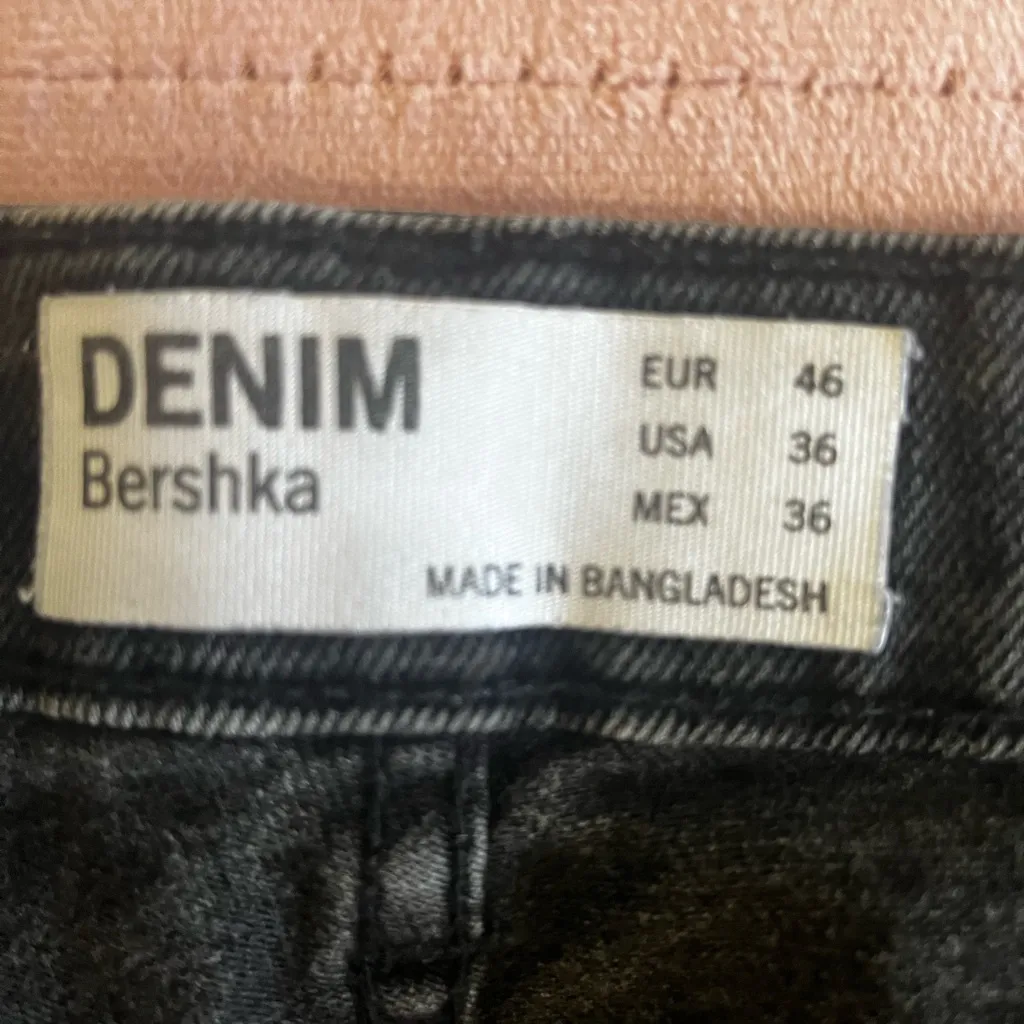 DENIM
Bershka
EUR 46
USA 36
MEX 36
MADE IN BANGLADESH